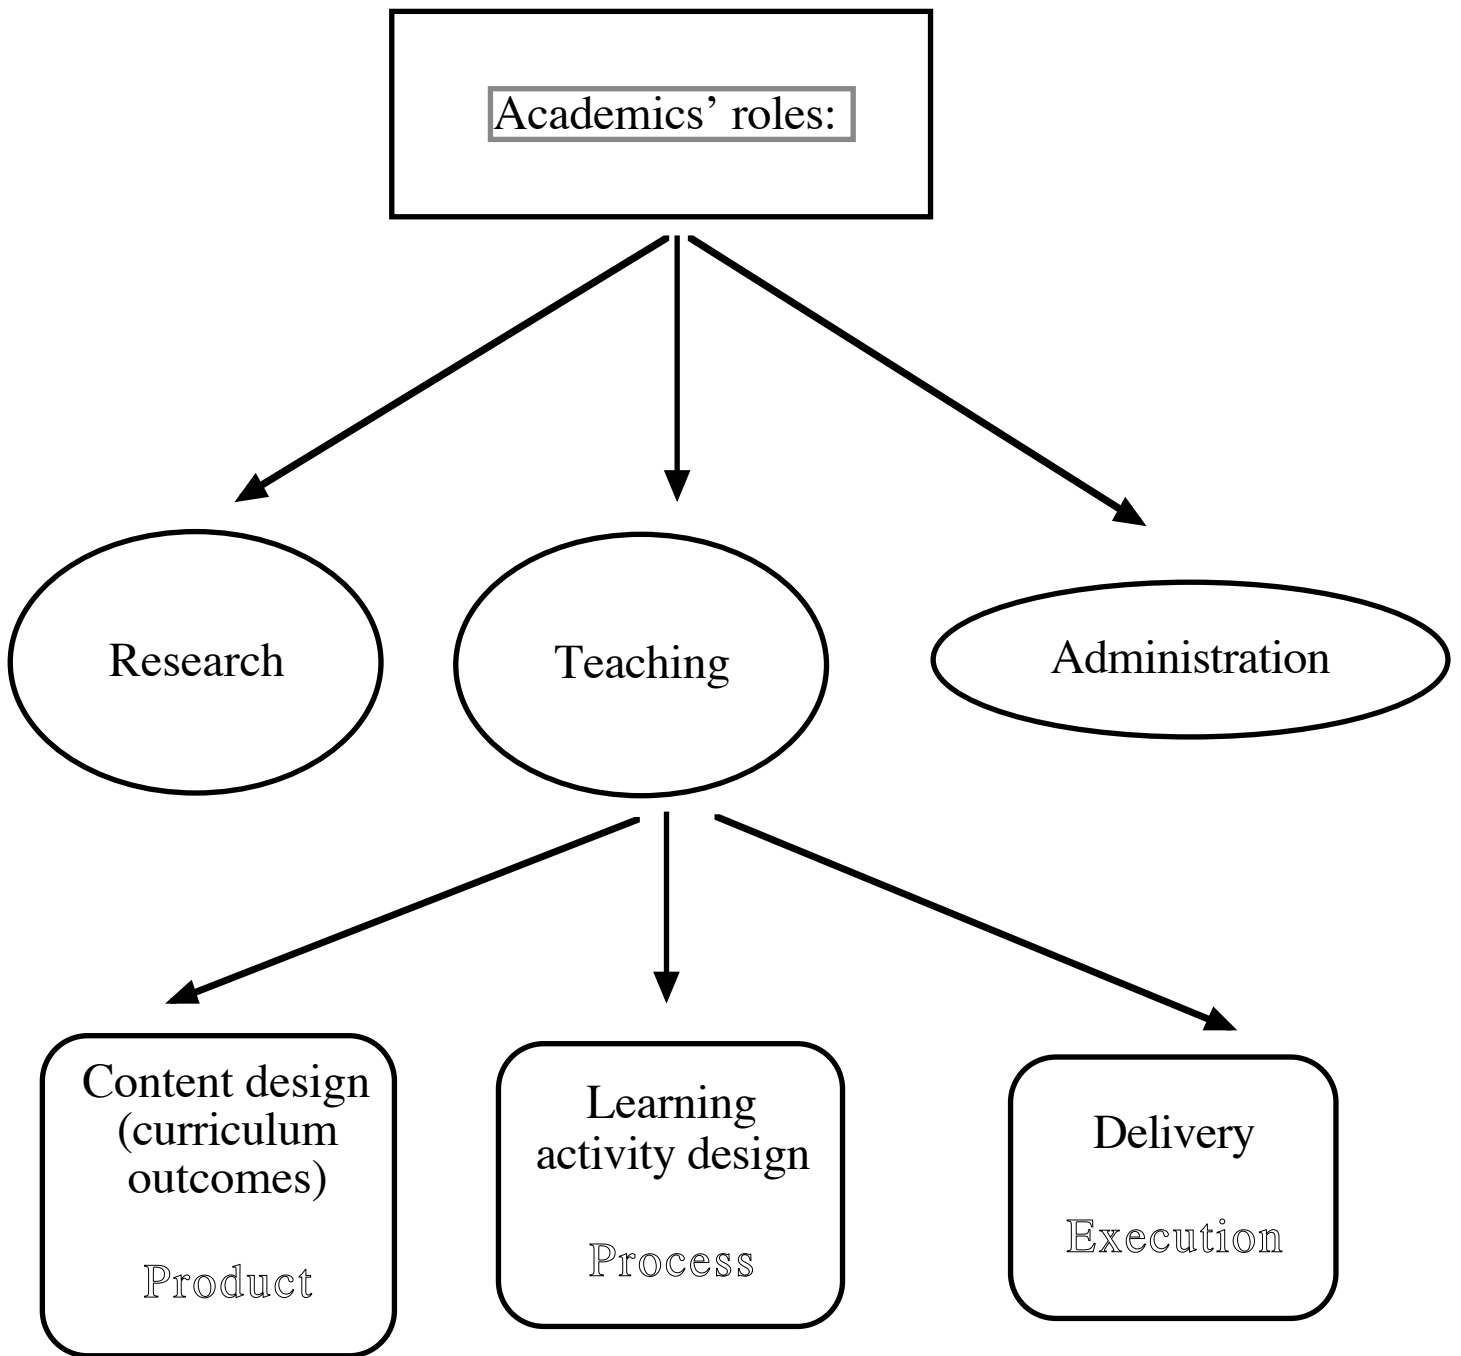 Academics’ roles:
Research
Teaching
Administration
Content design
(curriculum
outcomes)
Product
Learning
activity design
Process
Delivery
Execution